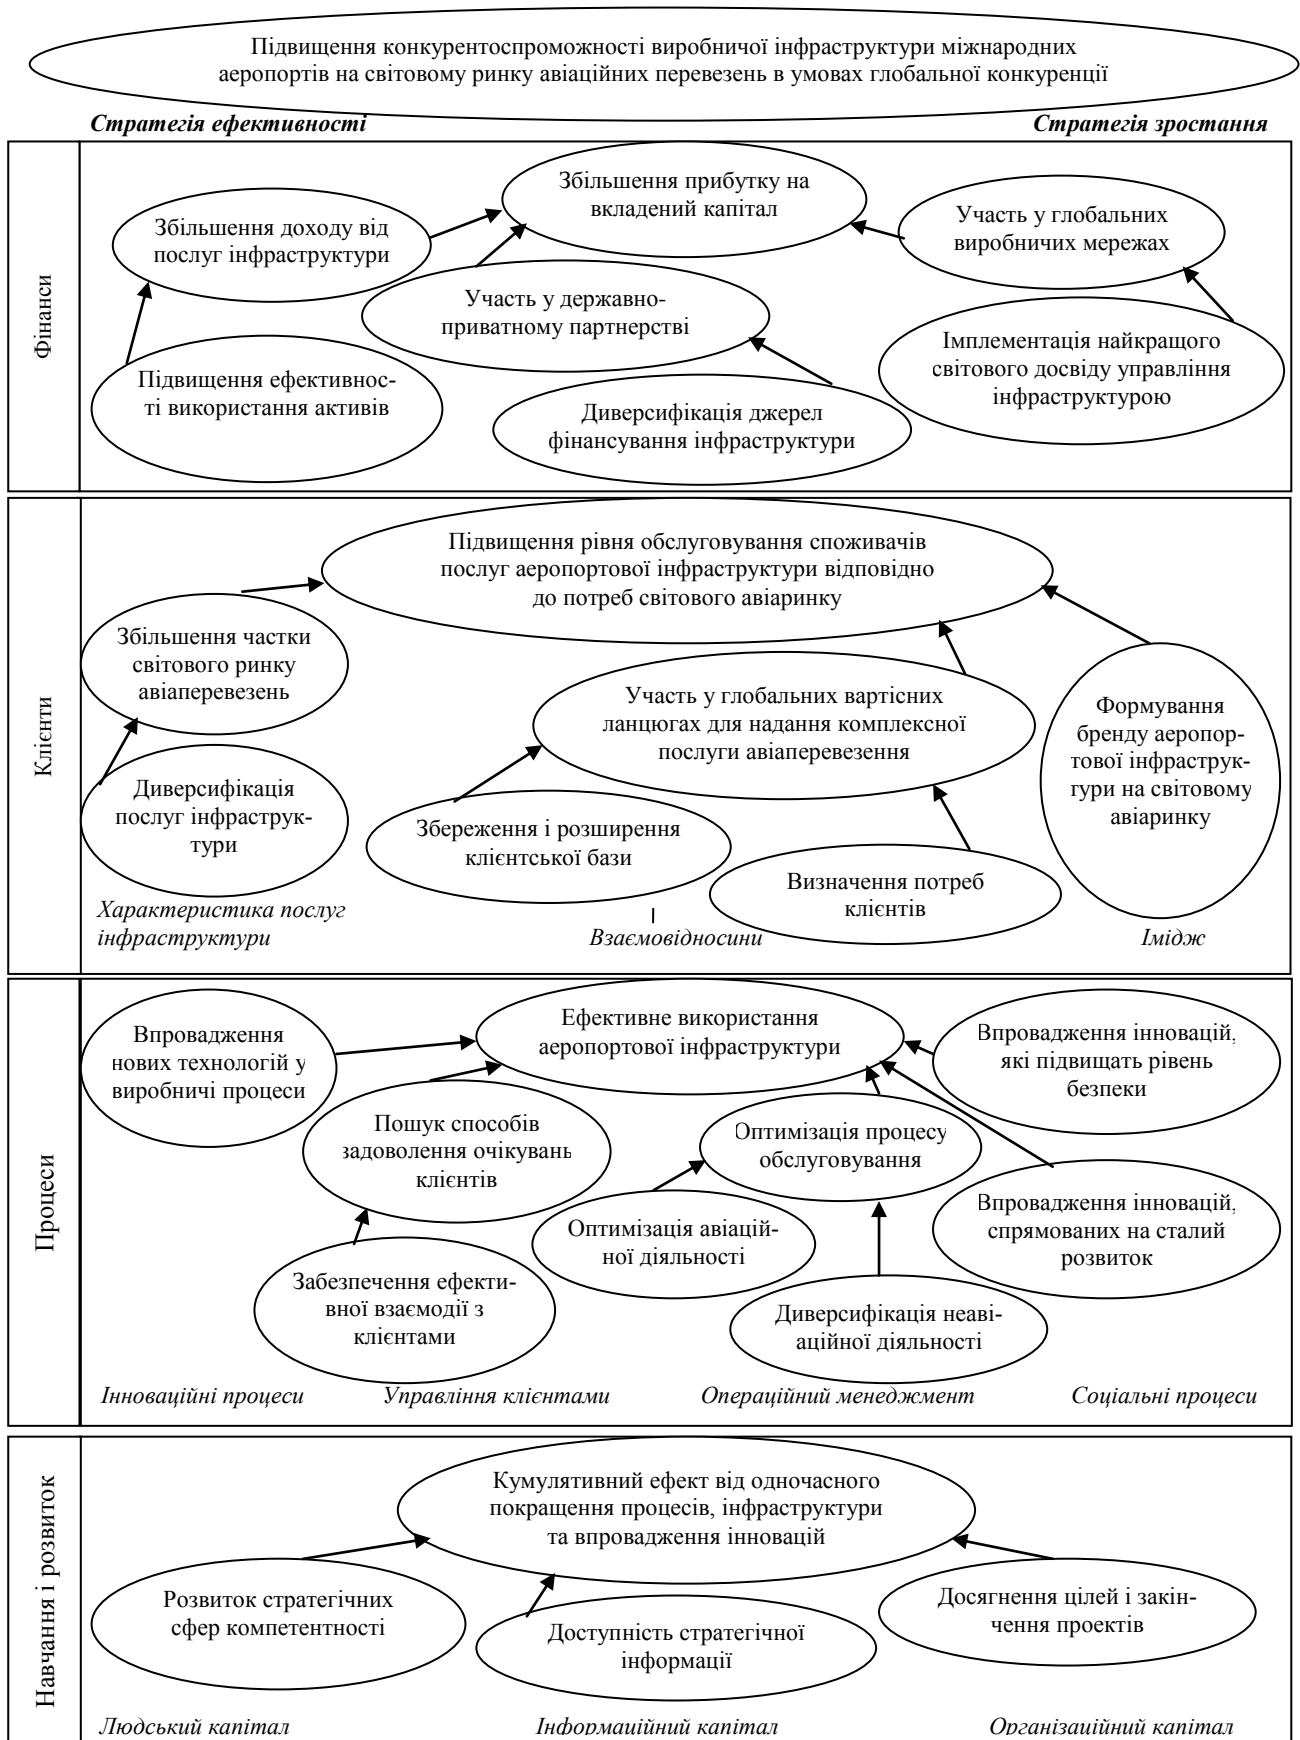 Підвищення конкурентоспроможності виробничої інфраструктури міжнародних
аеропортів на світовому ринку авіаційних перевезень в умовах глобальної конкуренції
Стратегія ефективності
Стратегія зростання
Фінанси
Збільшення прибутку на
вкладений капітал
Збільшення доходу від
послуг інфраструктури
Участь у глобальних
виробничих мережах
Участь у державно-
приватному партнерстві
Імплементація найкращого
світового досвіду управління
інфраструктурою
Підвищення ефективнос-
ті використання активів
Диверсифікація джерел
фінансування інфраструктури
Клієнти
Підвищення рівня обслуговування споживачів
послуг аеропортової інфраструктури відповідно
до потреб світового авіаринку
Збільшення частки
світового ринку
авіаперевезень
Участь у глобальних вартісних
ланцюгах для надання комплексної
послуги авіаперевезення
Формування
бренду аеропор-
тової інфраструк-
тури на світовому
авіаринку
Диверсифікація
послуг інфраструк-
тури
Збереження і розширення
клієнтської бази
Визначення потреб
клієнтів
Характеристика послуг
інфраструктури
Взаємовідносини
Імідж
Процеси
Впровадження
нових технологій у
виробничі процеси
Ефективне використання
аеропортової інфраструктури
Впровадження інновацій,
які підвищать рівень
безпеки
Пошук способів
задоволення очікувань
клієнтів
Оптимізація процесу
обслуговування
Оптимізація авіацій-
ної діяльності
Впровадження інновацій,
спрямованих на сталий
розвиток
Забезпечення ефекти-
вної взаємодії з
клієнтами
Диверсифікація неаві-
аційної діяльності
Інноваційні процеси
Управління клієнтами
Операційний менеджмент
Соціальні процеси
Навчання і розвиток
Кумулятивний ефект від одночасного
покращення процесів, інфраструктури
та впровадження інновацій
Розвиток стратегічних
сфер компетентності
Доступність стратегічної
інформації
Досягнення цілей і закін-
чення проектів
Людський капітал
Інформаційний капітал
Організаційний капітал